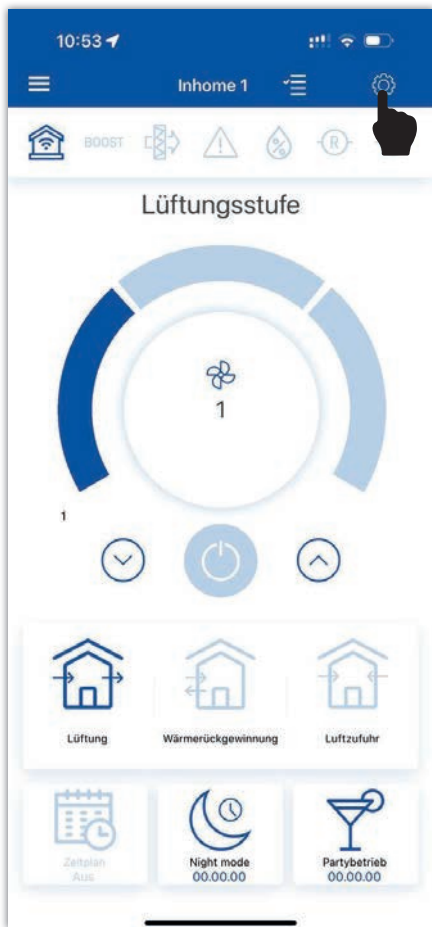 10:53
Inhome 1
BOOST
%
R
Lüftungsstufe
1
1
Lüftung
Wärmerückgewinnung
Luftzufuhr
Zeitplan
Aus
Night mode
00.00.00
Partybetrieb
00.00.00